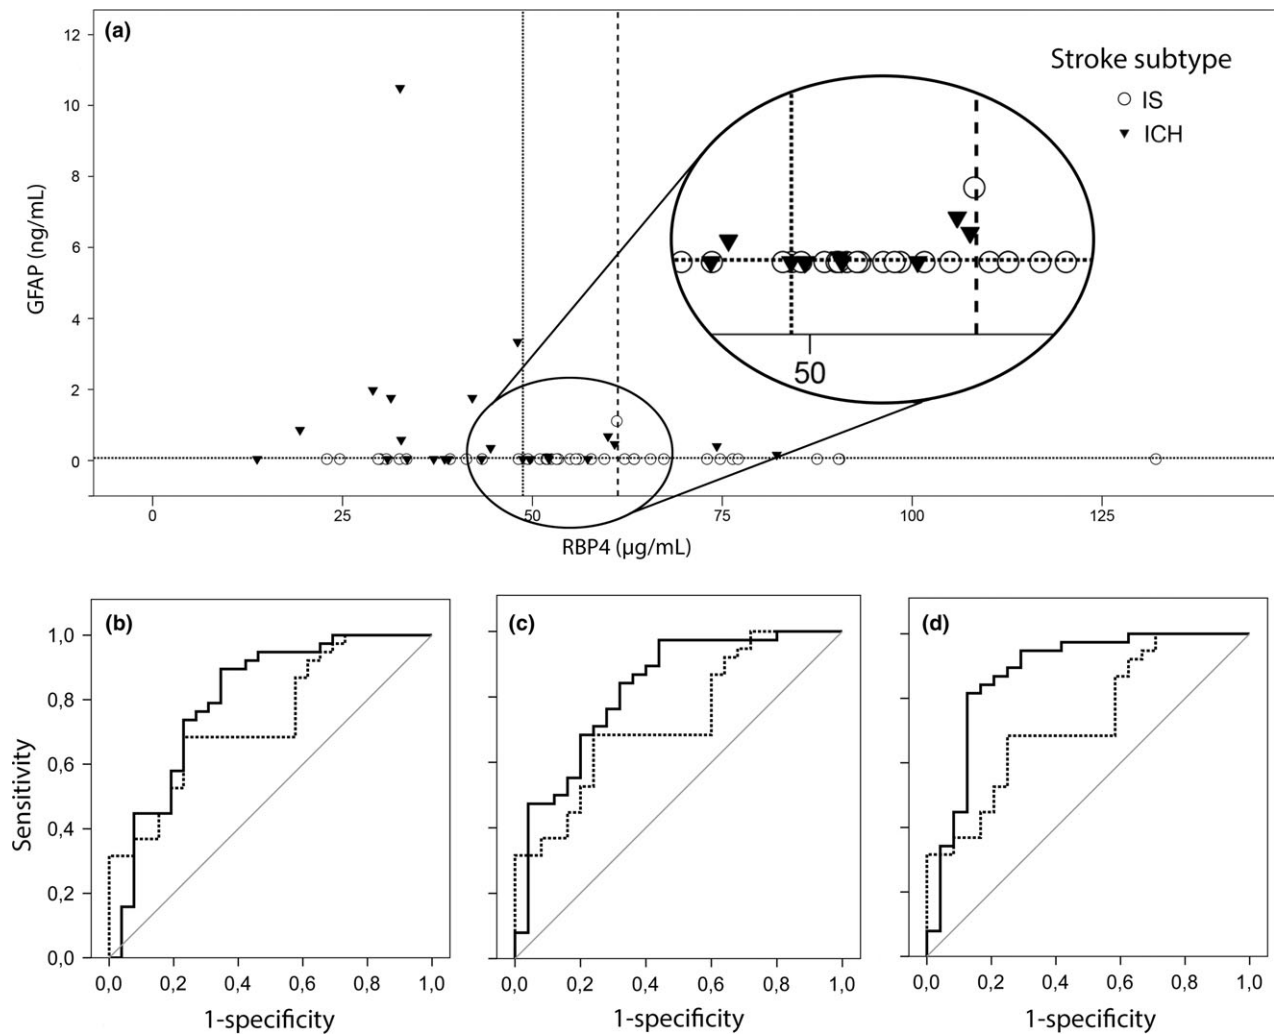 (a)
Stroke subtype
IS
ICH
GFAP (ng/mL)
12
10
8
6
4
2
0
50
0 25 50 75 100 125
RBP4 (µg/mL)
(b) (c) (d)
Sensitivity
1,0
0,8
0,6
0,4
0,2
0,0
0,0 0,2 0,4 0,6 0,8 1,0 0,0 0,2 0,4 0,6 0,8 1,0 0,0 0,2 0,4 0,6 0,8 1,0
1-specificity 1-specificity 1-specificity